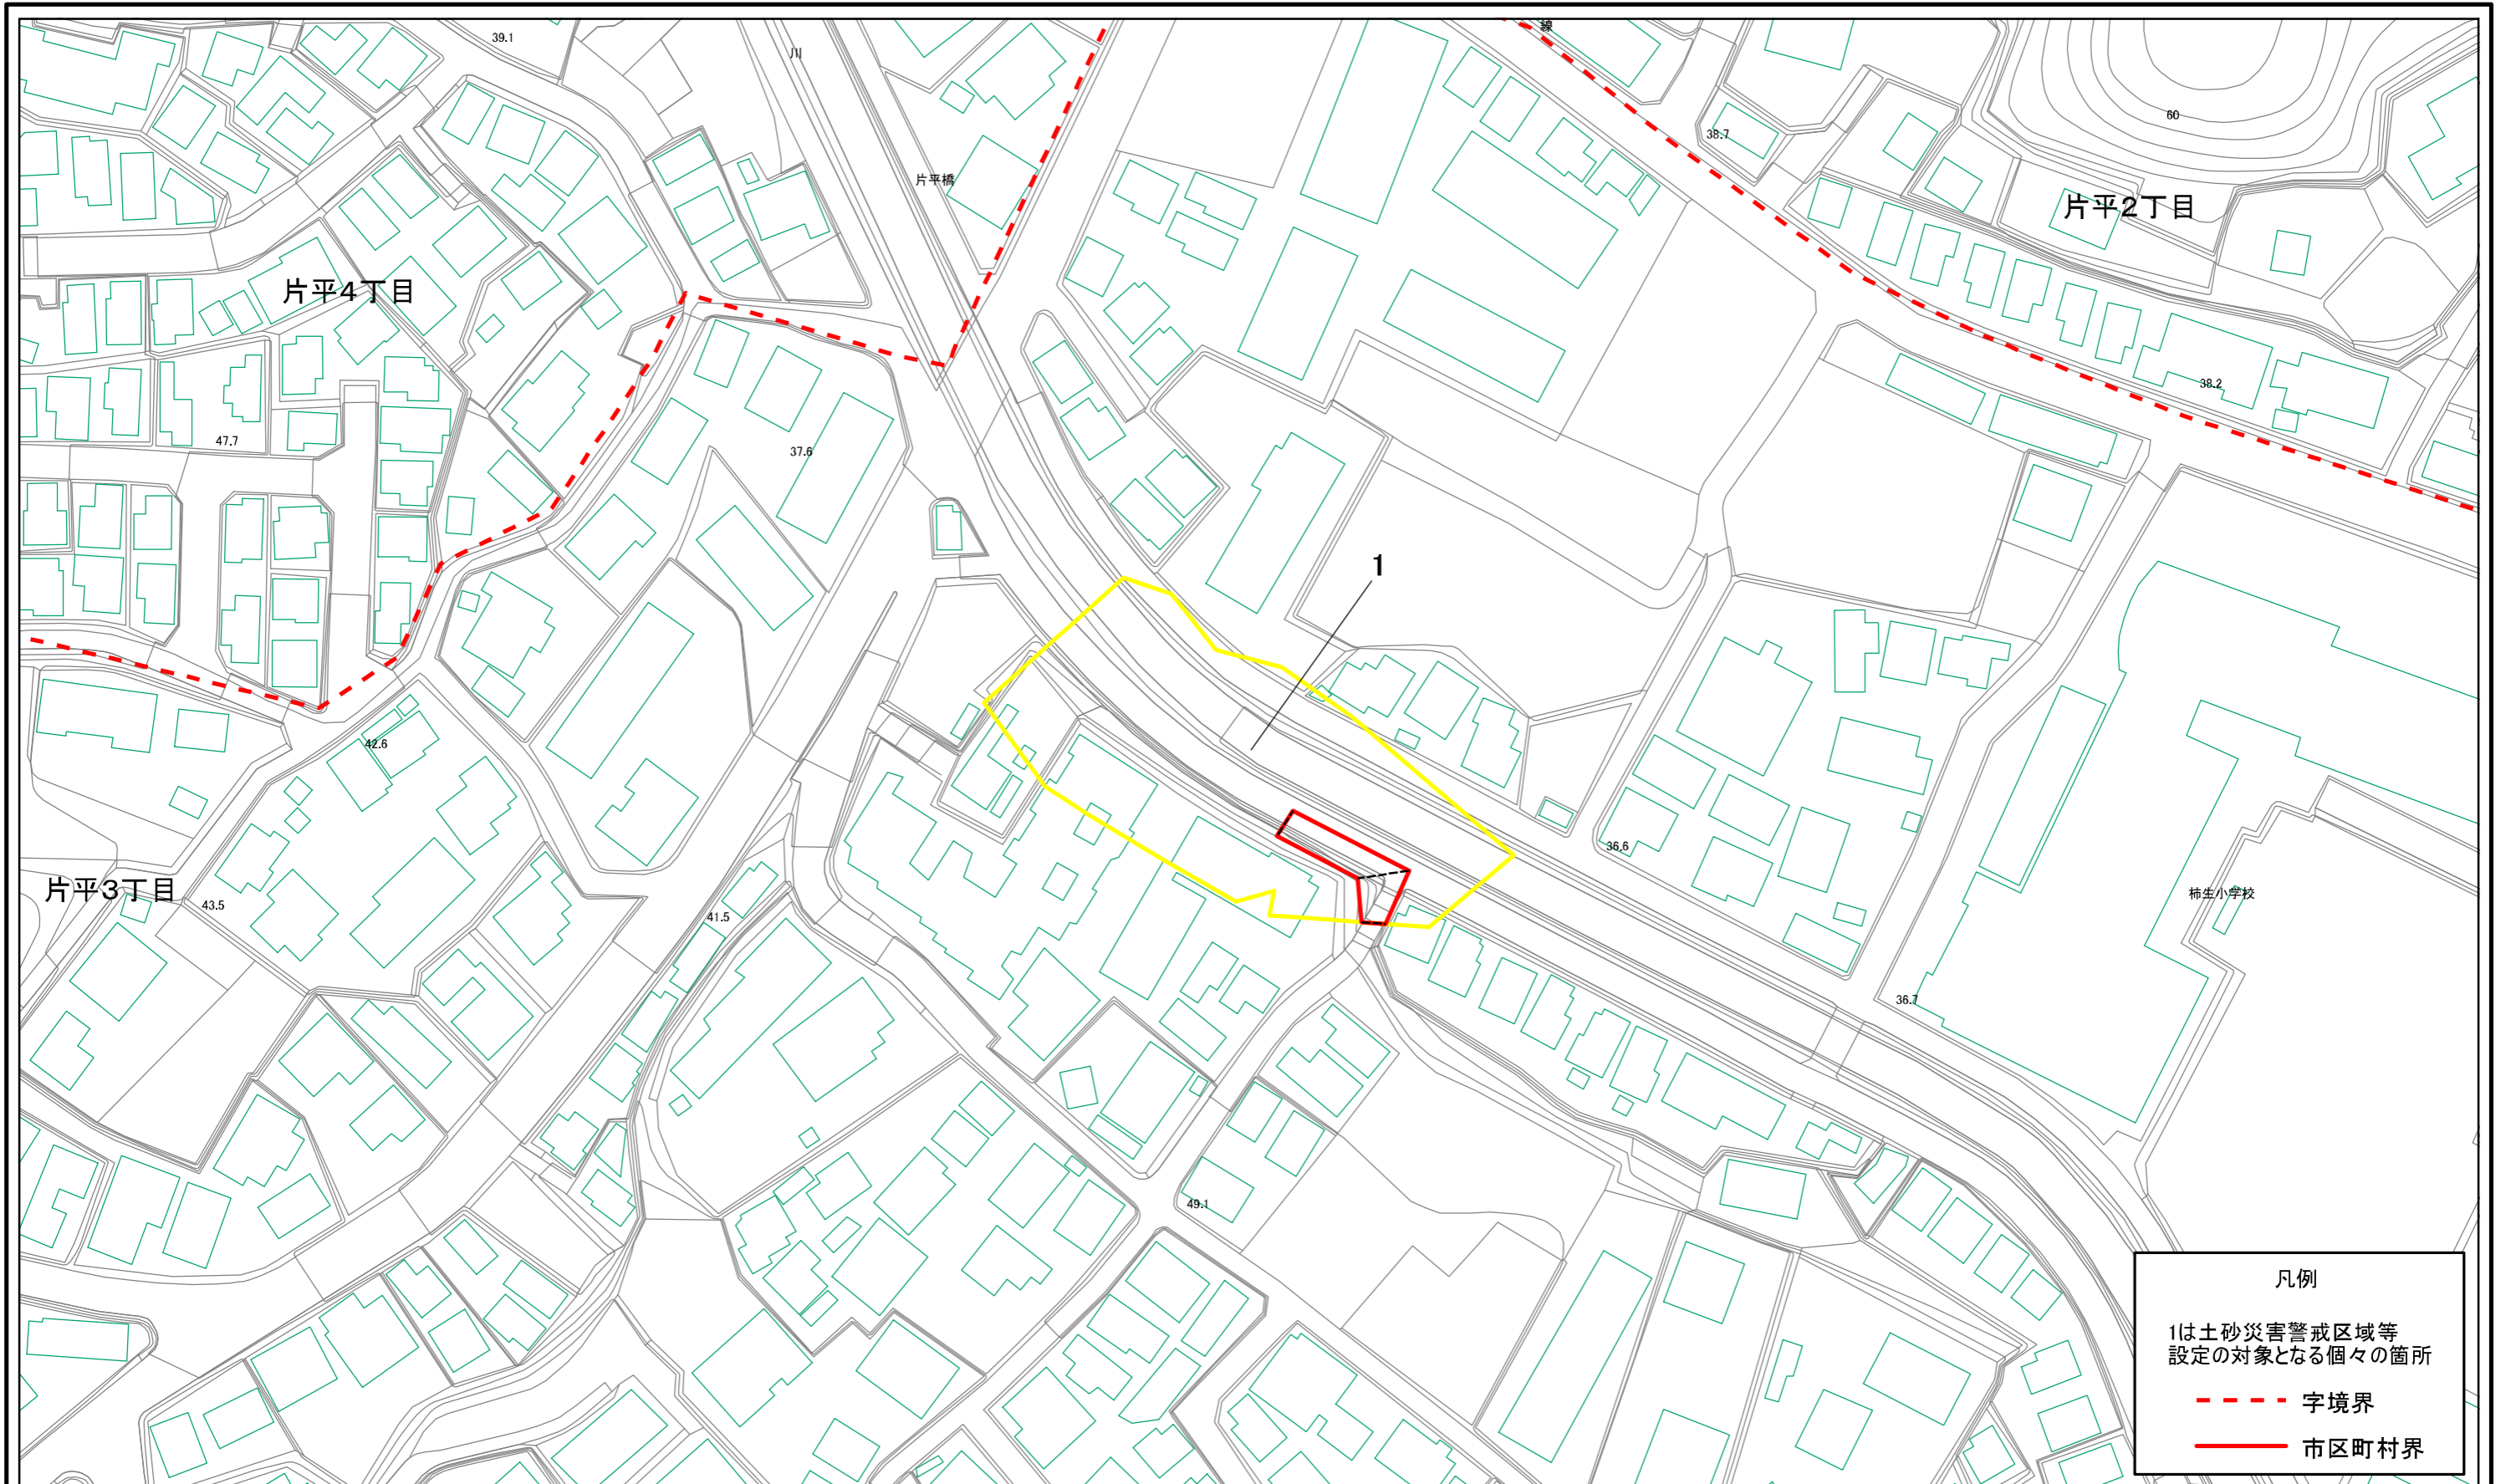 39.1
川
線
60
38.7
片平橋
片平2丁目
片平4丁目
38.2
47.7
37.6
1
42.6
36.6
片平3丁目
43.5
41.5
柿生小学校
36.7
49.1
凡例
1は土砂災害警戒区域等
設定の対象となる個々の箇所
字境界
市区町村界